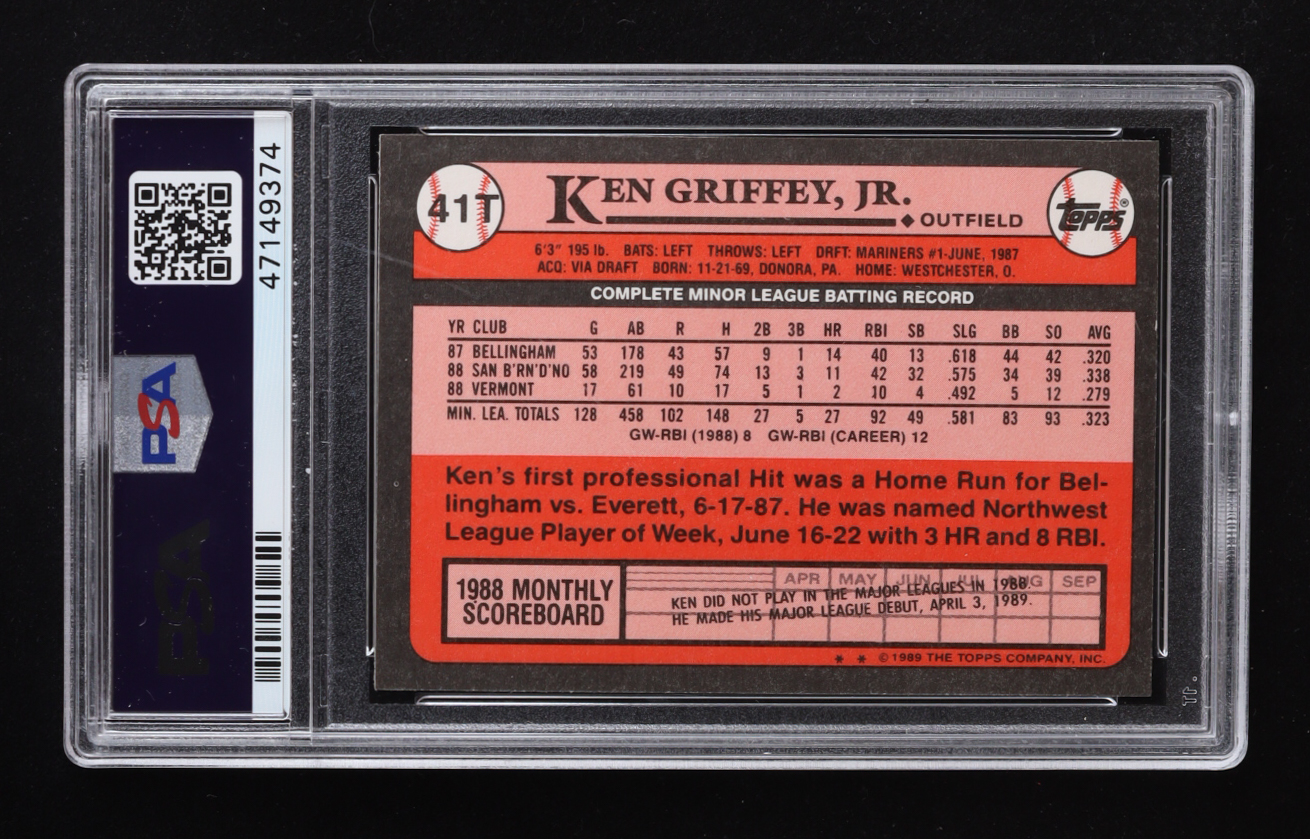 47149374
PSA
PSA
41T
KEN GRIFFEY, JR.
◆ OUTFIELD
TOPPS®
6'3" 195 lb. BATS: LEFT THROWS: LEFT DRFT: MARINERS #1-JUNE, 1987
ACQ: VIA DRAFT BORN: 11-21-69, DONORA, PA. HOME: WESTCHESTER, O.
COMPLETE MINOR LEAGUE BATTING RECORD
YR CLUB G AB R H 2B 3B HR RBI SB SLG BB SO AVG
87 BELLINGHAM 53 178 43 57 9 1 14 40 13 .618 44 42 .320
88 SAN B'RN'D'NO 58 219 49 74 13 3 11 42 32 .575 34 39 .338
88 VERMONT 17 61 10 17 5 1 2 10 4 .492 5 12 .279
MIN. LEA. TOTALS 128 458 102 148 27 5 27 92 49 .581 83 93 .323
GW-RBI (1988) 8 GW-RBI (CAREER) 12
Ken's first professional Hit was a Home Run for Bel-
lingham vs. Everett, 6-17-87. He was named Northwest
League Player of Week, June 16-22 with 3 HR and 8 RBI.
1988 MONTHLY
SCOREBOARD
APR MAY JUN JUL AUG SEP
KEN DID NOT PLAY IN THE MAJOR LEAGUES IN 1988.
HE MADE HIS MAJOR LEAGUE DEBUT, APRIL 3, 1989.
* * © 1989 THE TOPPS COMPANY, INC.